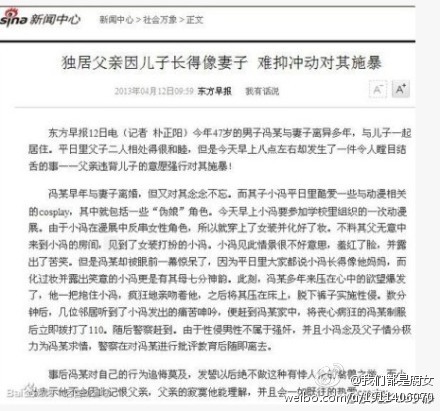 sina 新闻中心
新闻中心 > 社会万象 > 正文
独居父亲因儿子长得像妻子 难抑冲动对其施暴
2013年04月12日09:59 东方早报 我有话说
A- A+
东方早报12日电（记者 朴正阳）今年47岁的男子冯某与妻子离异多年，与儿子一起
居住。平日里父子二人相处得很和睦，但是今天早上八点左右却发生了一件令人瞠目结
舌的事——父亲违背儿子的意愿强行对其施暴！
冯某早年与妻子离婚，但又对其念念不忘。而其子小冯平日里酷爱一些与动漫相关
的cosplay，其中就包括一些“伪娘”角色。今天早上小冯要参加学校里组织的一次动漫
展。由于小冯在漫展中反串女性角色，所以就穿上了女装并化好了妆。不料其父无意中
来到小冯的房间，见到了女装打扮的小冯。小冯见此情景很不好意思，羞红了脸，并露
出了苦笑。但是冯某却被眼前一幕惊呆了，因为平日里大家都说小冯长得像他妈妈，而
化过妆并露出笑意的小冯更是有其母七分神韵。此刻，冯某多年来压在心中的欲望爆发
了，他一把抱住小冯，疯狂地亲吻着他，之后将其压在床上，脱下裤子实施性侵。数分
钟后，几位邻居听到了小冯发出的痛苦呻吟，便赶到冯某家中，将丧心病狂的冯某制服
后立即拨打了110。随后警察赶到。由于性侵男性不属于强奸，并且小冯念及父子情分极
力为冯某求情，警察在对冯某进行批评教育后随即离去。
事后冯某对自己的行为追悔莫及，发誓以后绝不做这种有悖人
表示他不会因此记恨父亲，父亲的寂寞他能理解，并且会一如既往的热爱
Baidu
@我们都是腐女
weibo.com/u/1911406970